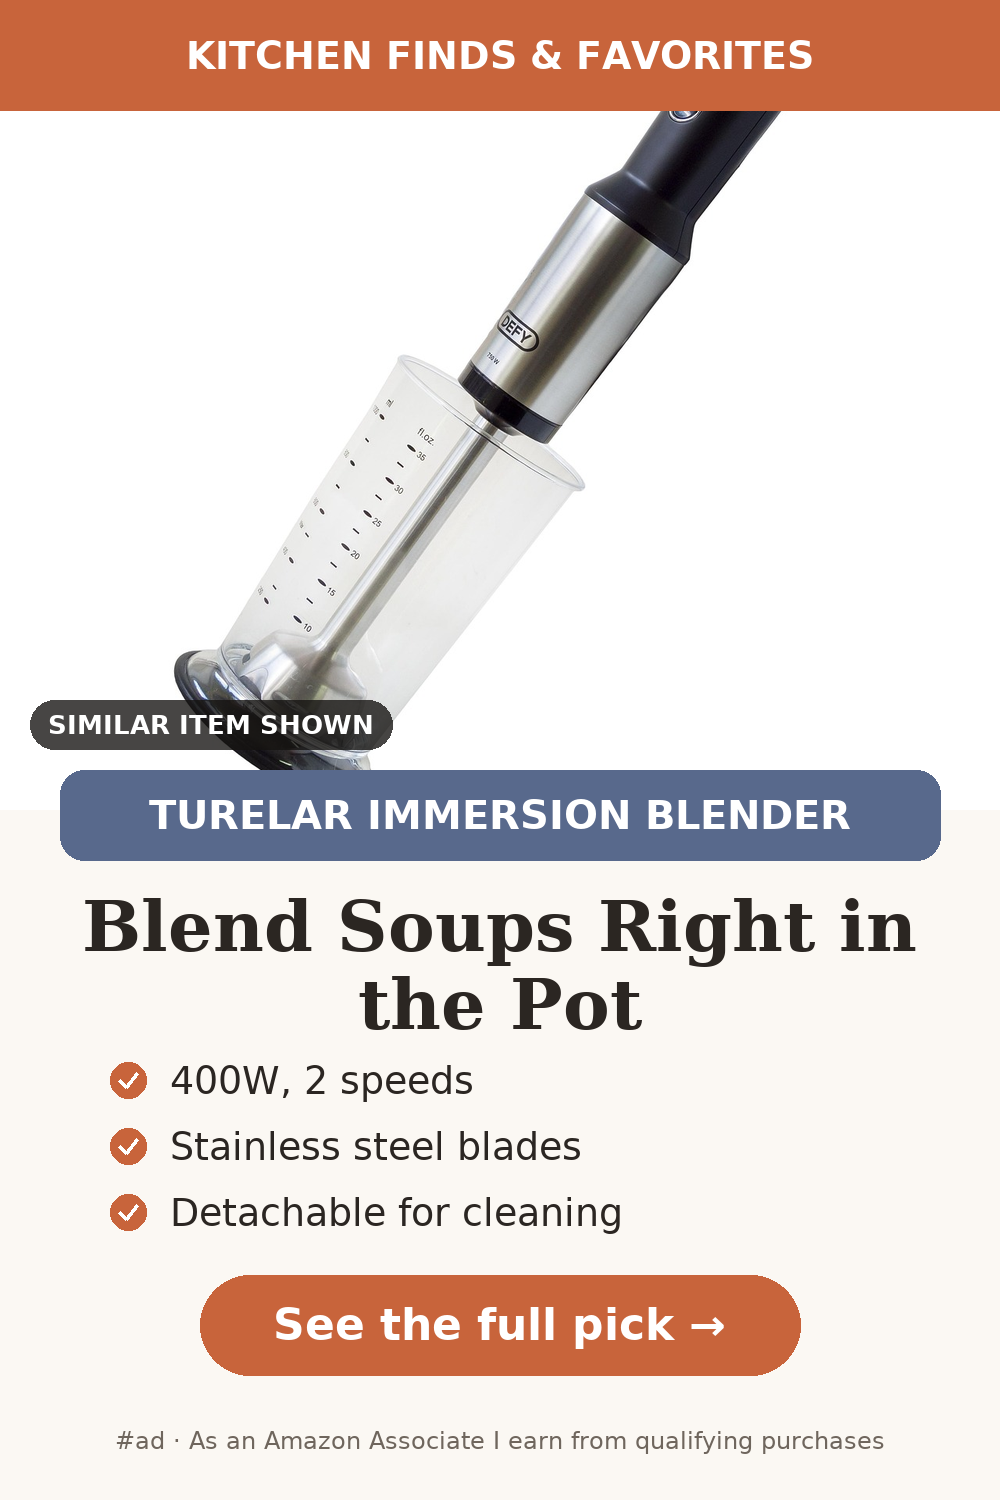 KITCHEN FINDS & FAVORITES
DEFY
ml
fl.oz.
35
30
25
20
15
10
SIMILAR ITEM SHOWN
TURELAR IMMERSION BLENDER
Blend Soups Right in
the Pot
400W, 2 speeds
Stainless steel blades
Detachable for cleaning
See the full pick →
#ad · As an Amazon Associate I earn from qualifying purchases